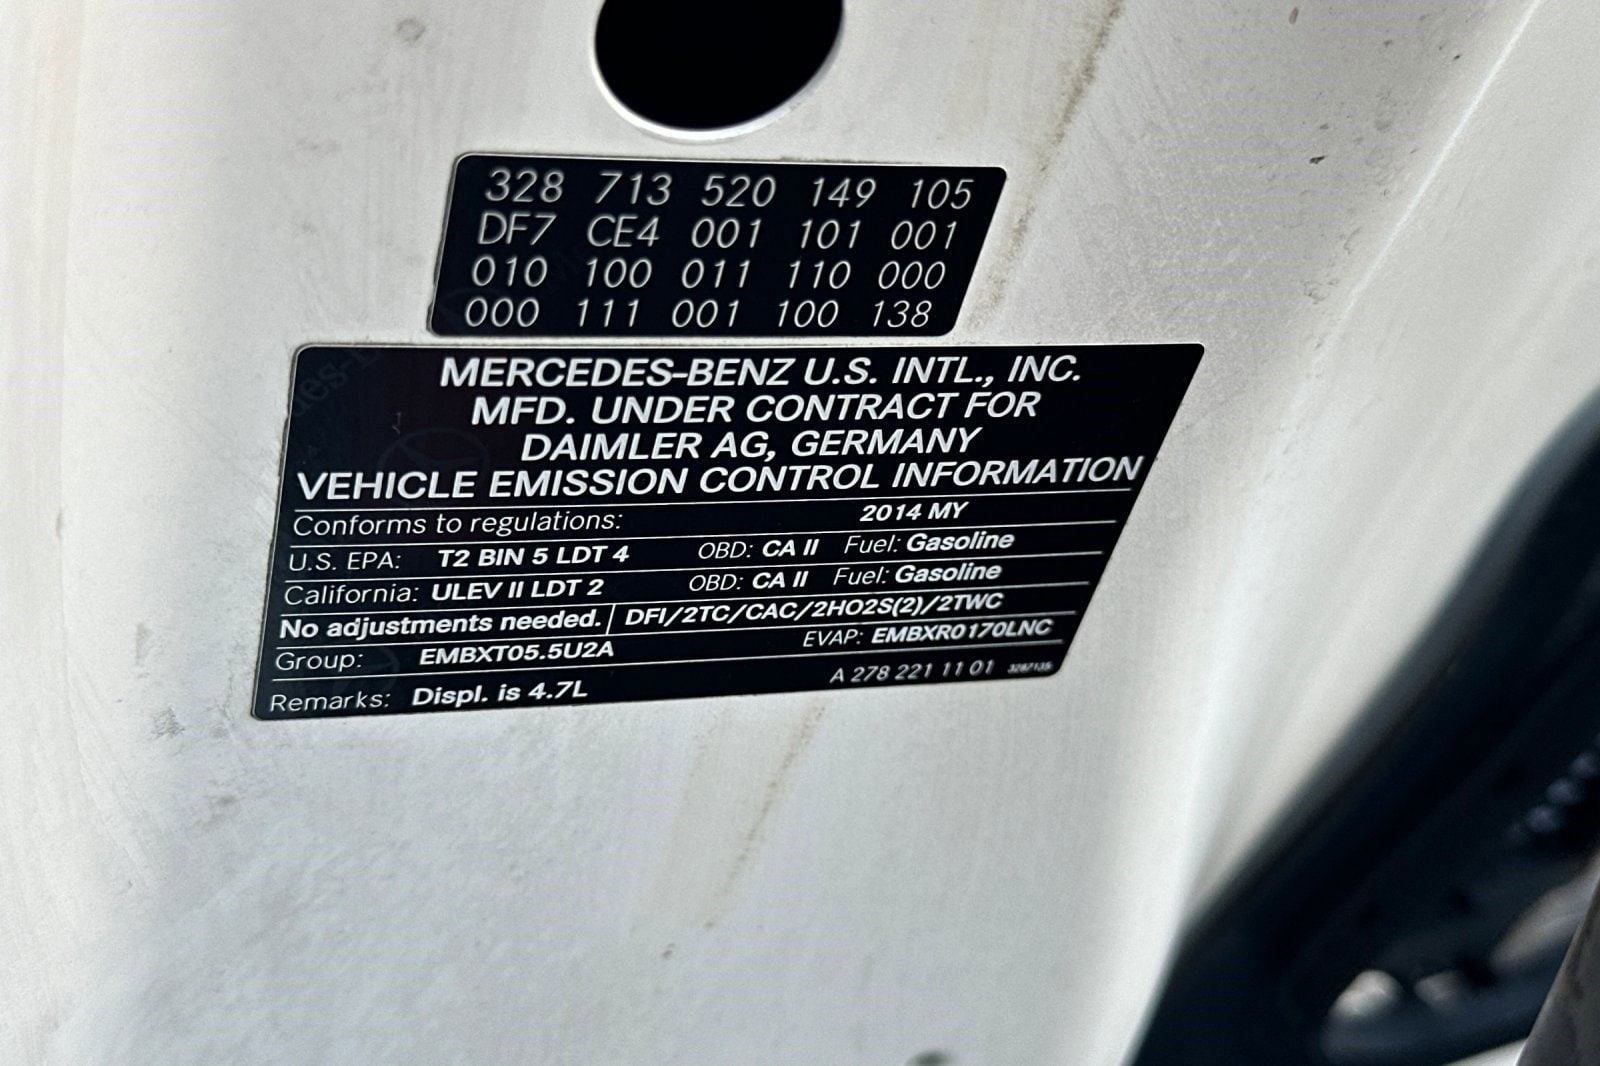 328 713 520 149 105
DF7 CE4 001 101 001
010 100 011 110 000
000 111 001 100 138
MERCEDES-BENZ U.S. INTL., INC.
MFD. UNDER CONTRACT FOR
DAIMLER AG, GERMANY
VEHICLE EMISSION CONTROL INFORMATION
Conforms to regulations: 2014 MY
U.S. EPA: T2 BIN 5 LDT 4 OBD: CA II Fuel: Gasoline
California: ULEV II LDT 2 OBD: CA II Fuel: Gasoline
No adjustments needed. DFI/2TC/CAC/2HO2S(2)/2TWC
Group: EMBXT05.5U2A EVAP: EMBXR0170LNC
Remarks: Displ. is 4.7L A 278 221 11 01